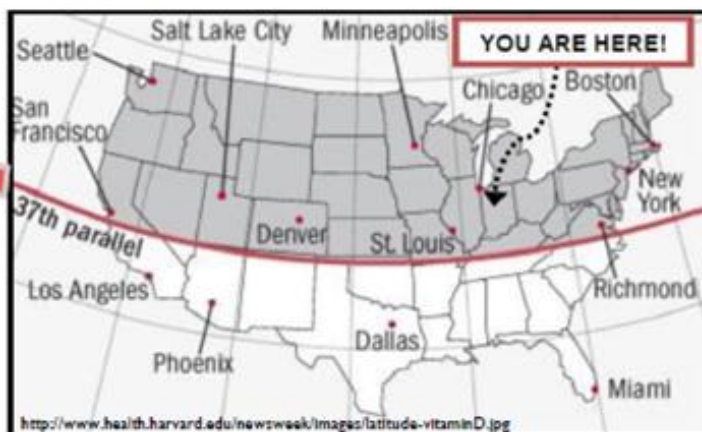 Salt Lake City
Minneapolis
YOU ARE HERE!
Seattle
Chicago
Boston
San
Francisco
New
York
37th parallel
Denver
St. Louis
Los Angeles
Richmond
Phoenix
Dallas
Miami
http://www.health.harvard.edu/newsweek/images/latitude-vitaminD.jpg